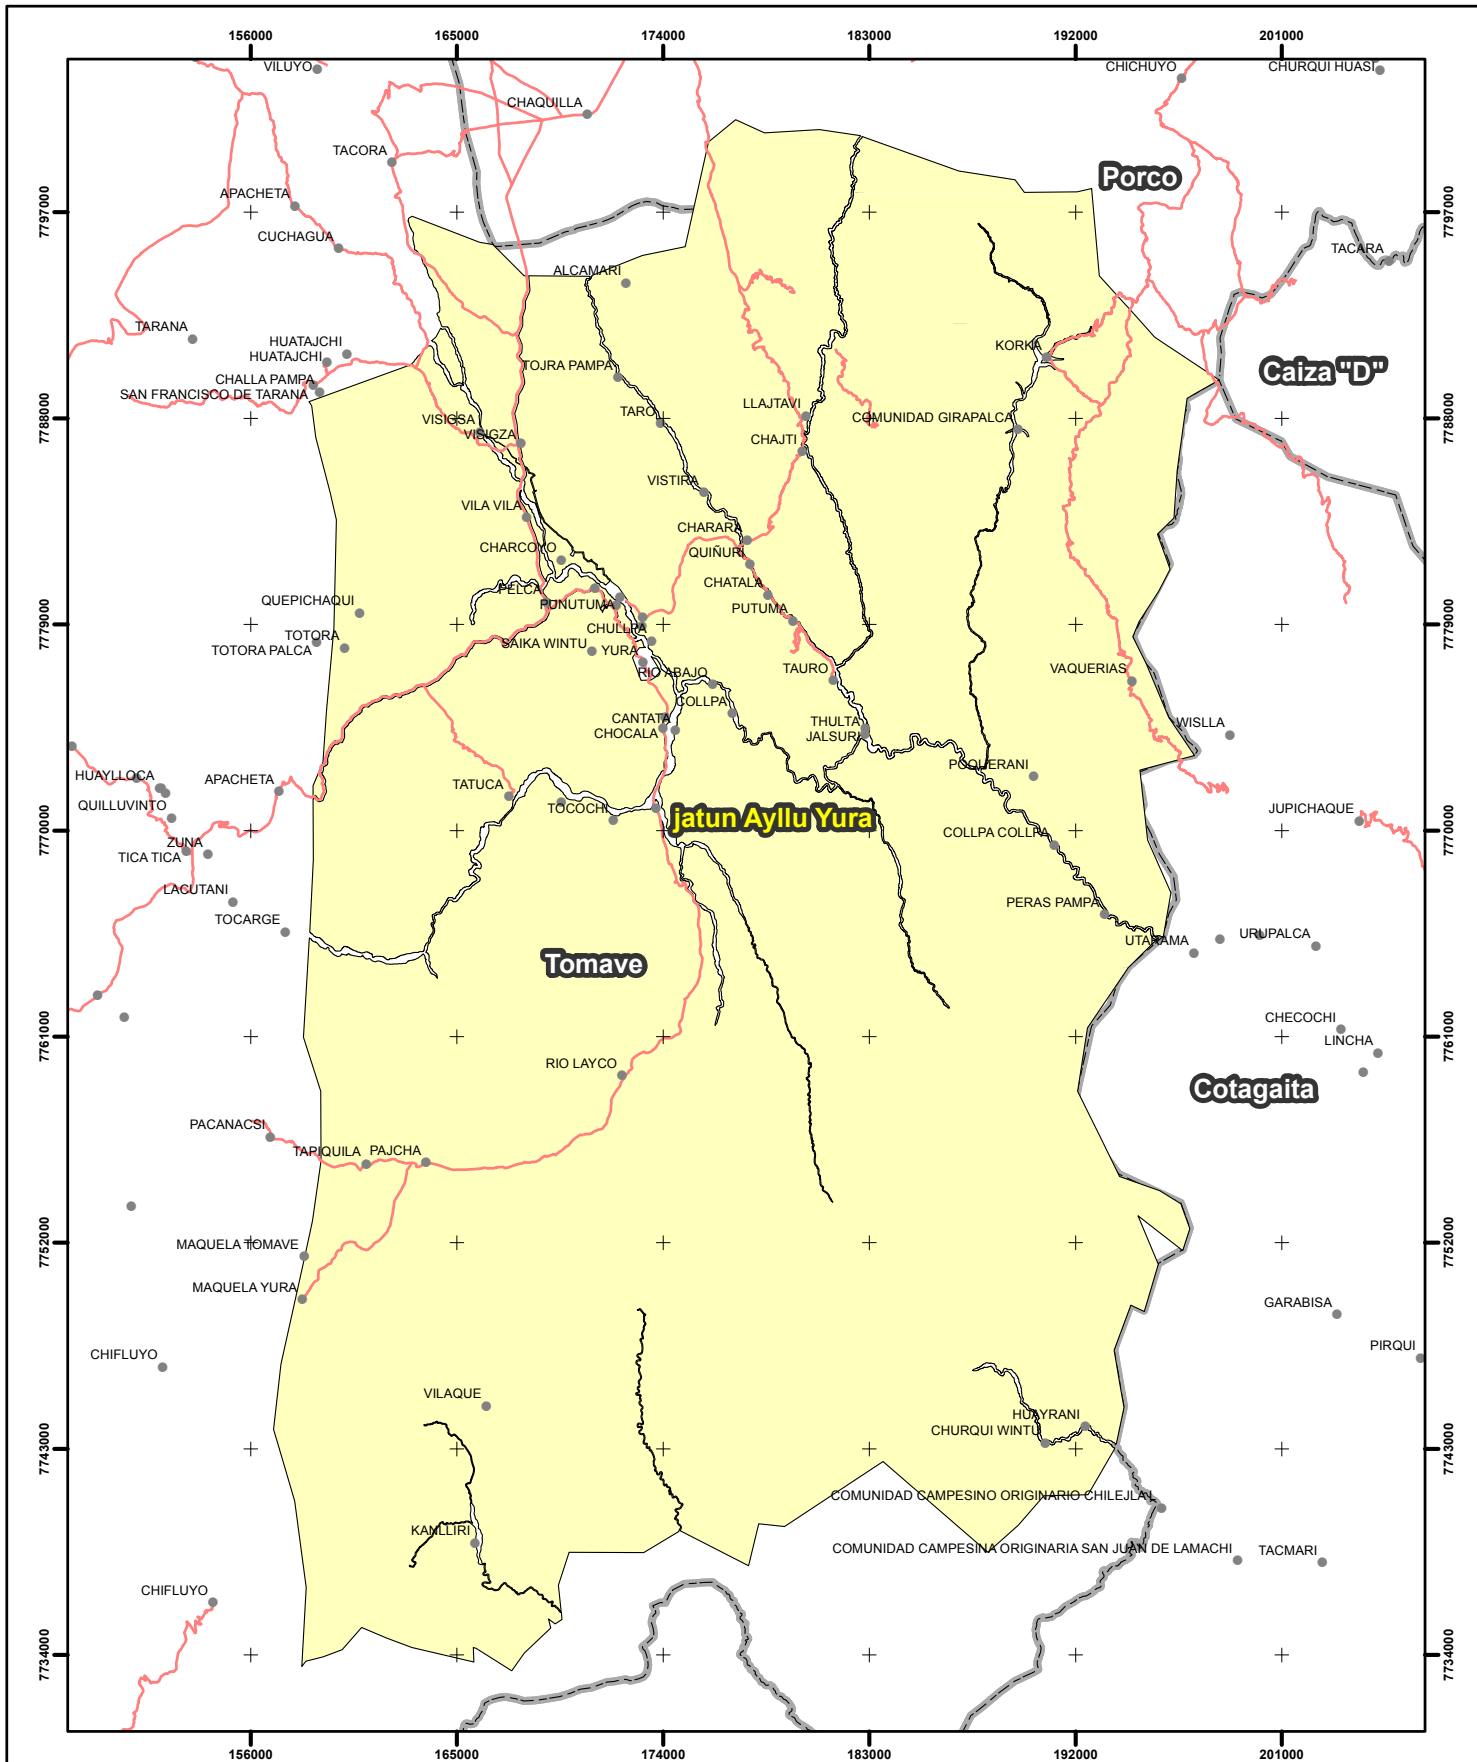 156000 165000 174000 183000 192000 201000
VILUYO
CHICHUYO
CHURQUI HUASI
CHAQUILLA
TACORA
Porco
APACHETA
7797000 7797000
CUCHAGUA
TACARA
ALCAMARI
TARANA
HUATAJCHI
KORKA
HUATAJCHI
TOJRA PAMPA
Caiza "D"
CHALLA PAMPA
SAN FRANCISCO DE TARANA
LLAJTAVI
TARO
VISIGSA
COMUNIDAD GIRAPALCA
7788000 7788000
VISIGZA
CHAJTI
VISTIRA
VILA VILA
CHARARA
CHARCOYO
QUIÑURI
CHATALA
PELCA
QUEPICHAQUI
PUNUTUMA
PUTUMA
7779000 7779000
CHULLPA
TOTORA
SAIKA WINTU
TOTORA PALCA
YURA
RIO ABAJO
TAURO
VAQUERIAS
COLLPA
CANTATA
THULTA
WISLLA
CHOCALA
JALSURI
POQUERANI
HUAYLLOCA
APACHETA
TATUCA
QUILLUVINTO
TOCOCHI
JUPICHAQUE
jatun Ayllu Yura
7770000 7770000
COLLPA COLLPA
ZUNA
TICA TICA
LACUTANI
PERAS PAMPA
TOCARGE
URUPALCA
UTARAMA
Tomave
CHECOCHI
7761000 7761000
LINCHA
RIO LAYCO
Cotagaita
PACANACSI
TAPIQUILA
PAJCHA
MAQUELA TOMAVE
7752000 7752000
MAQUELA YURA
GARABISA
PIRQUI
CHIFLUYO
VILAQUE
HUAYRANI
CHURQUI WINTU
7743000 7743000
COMUNIDAD CAMPESINO ORIGINARIO CHILEJLA
KANLLIRI
COMUNIDAD CAMPESINA ORIGINARIA SAN JUAN DE LAMACHI
TACMARI
CHIFLUYO
7734000 7734000
156000 165000 174000 183000 192000 201000